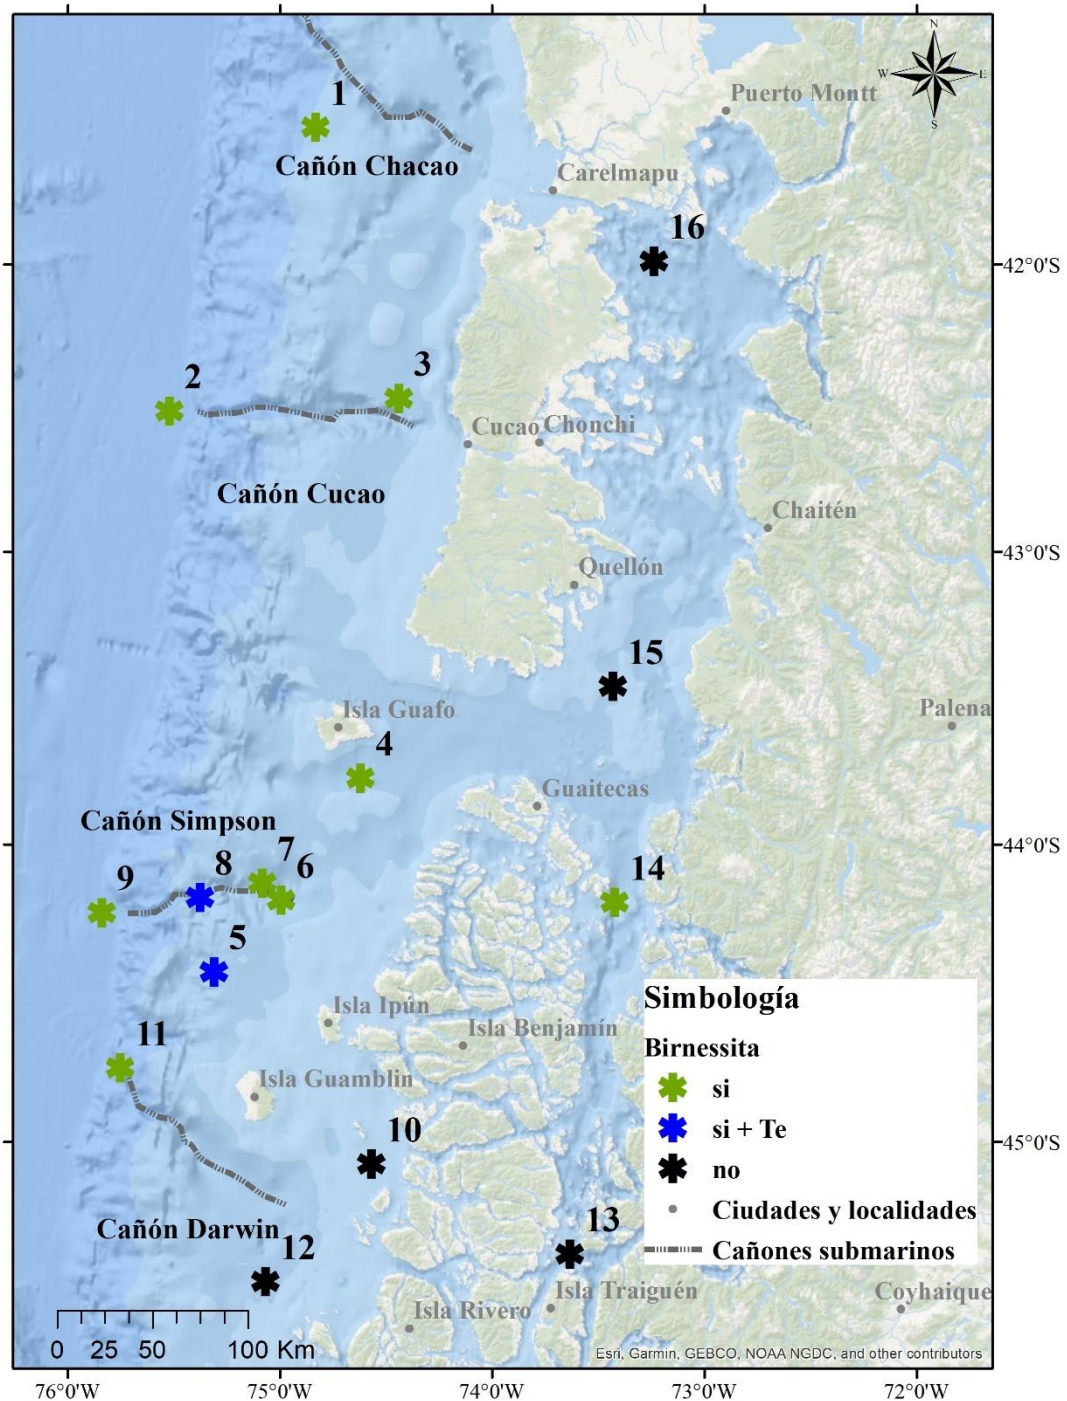 N
W E
S
Puerto Montt
1
Cañón Chacao
Carelmapu
16
42°0'S
2
3
Cucao
Chonchi
Cañón Cucao
Chaitén
43°0'S
Quellón
15
Isla Guafo
Palena
4
Guaitecas
Cañón Simpson
44°0'S
9
8
7
6
14
5
Isla Ipún
Isla Benjamín
11
Isla Guamblin
10
45°0'S
Cañón Darwin
12
13
Isla Traiguén
Isla Rivero
Coyhaique
Simbología
Birnessita
si
si + Te
no
Ciudades y localidades
Cañones submarinos
0 25 50 100 Km
Esri, Garmin, GEBCO, NOAA NGDC, and other contributors
76°0'W 75°0'W 74°0'W 73°0'W 72°0'W